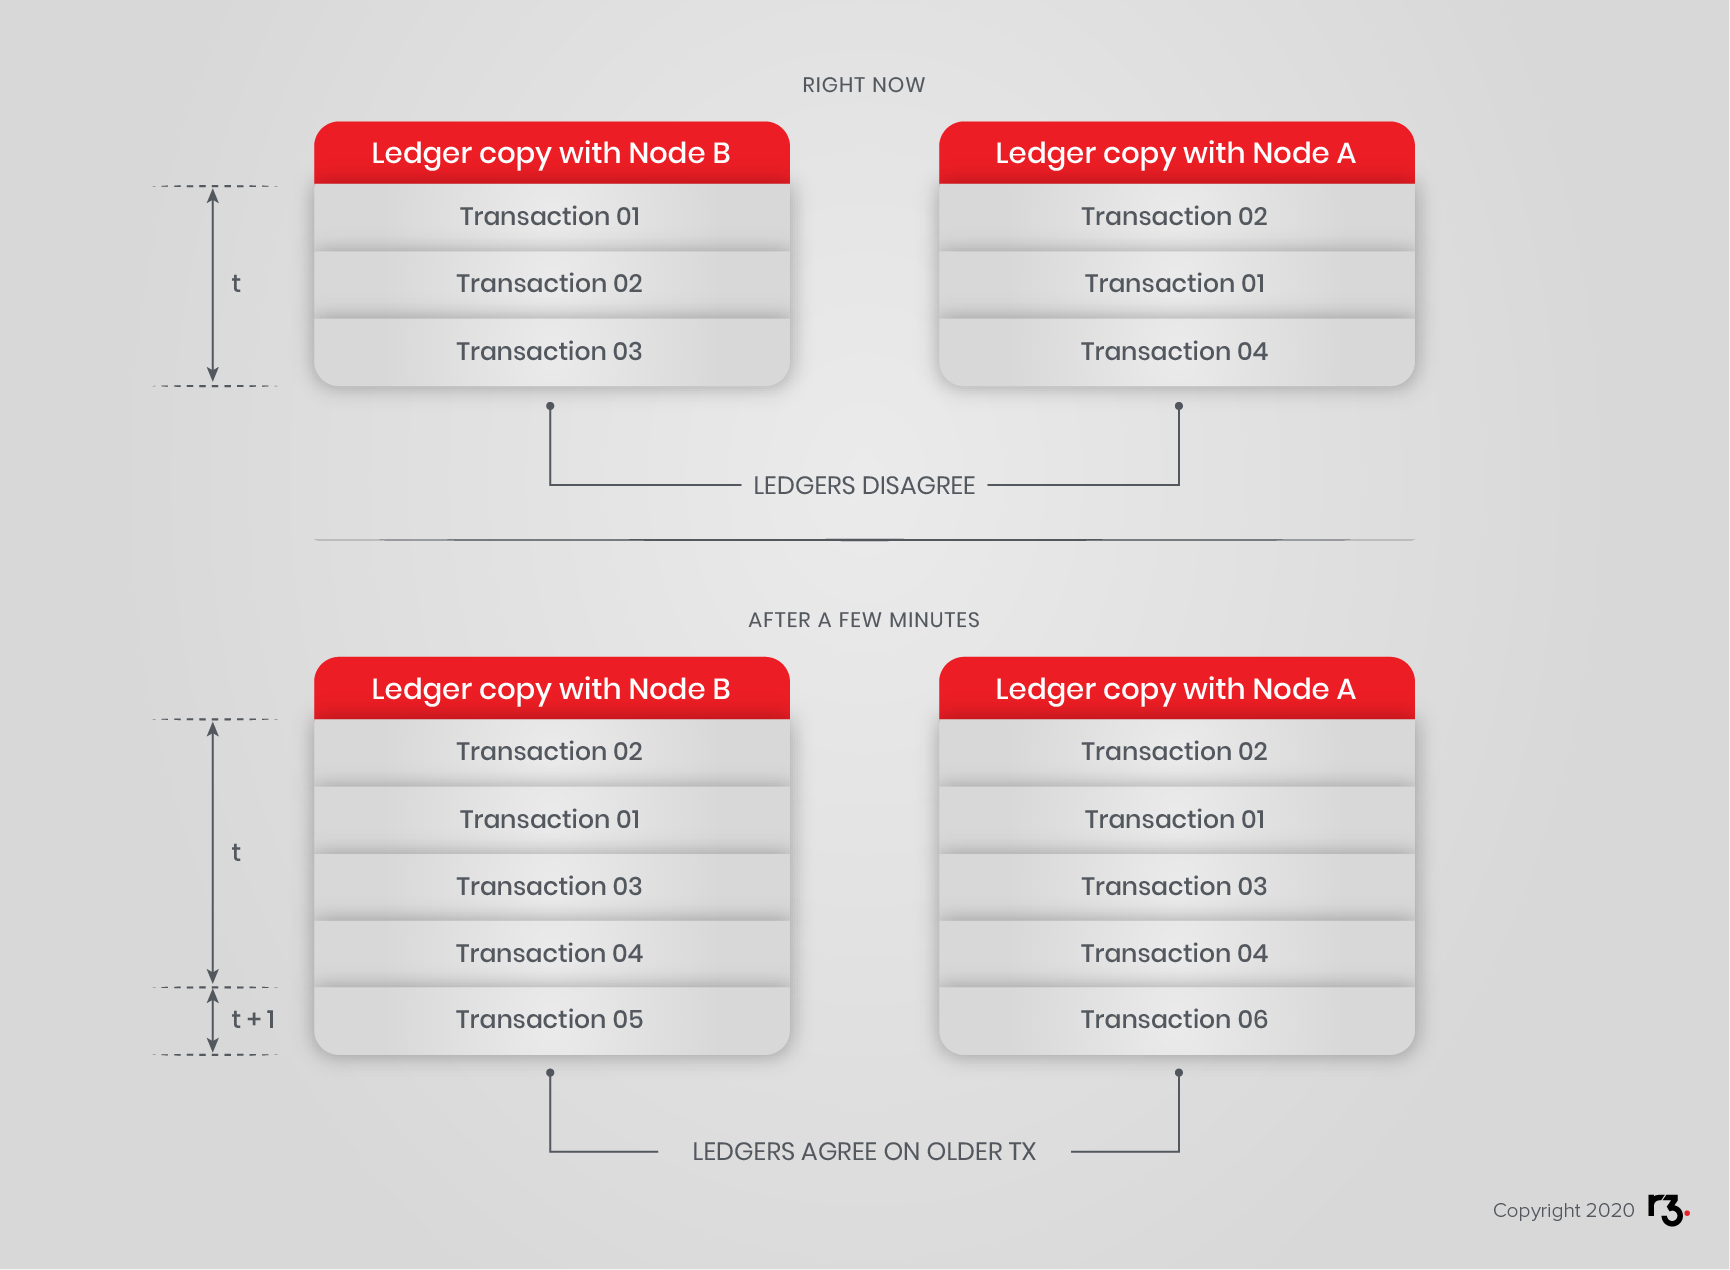 RIGHT NOW
Ledger copy with Node B
Transaction 01
Transaction 02
Transaction 03
Ledger copy with Node A
Transaction 02
Transaction 01
Transaction 04
t
LEDGERS DISAGREE
AFTER A FEW MINUTES
Ledger copy with Node B
Transaction 02
Transaction 01
Transaction 03
Transaction 04
Transaction 05
Ledger copy with Node A
Transaction 02
Transaction 01
Transaction 03
Transaction 04
Transaction 06
t
t + 1
LEDGERS AGREE ON OLDER TX
Copyright 2020 r3.